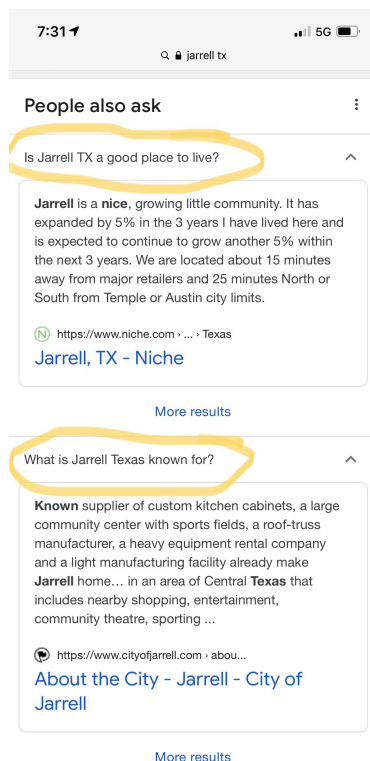 7:31
5G
jarrell tx
People also ask
Is Jarrell TX a good place to live?
Jarrell is a nice, growing little community. It has
expanded by 5% in the 3 years I have lived here and
is expected to continue to grow another 5% within
the next 3 years. We are located about 15 minutes
away from major retailers and 25 minutes North or
South from Temple or Austin city limits.
N https://www.niche.com › ... › Texas
Jarrell, TX - Niche
More results
What is Jarrell Texas known for?
Known supplier of custom kitchen cabinets, a large
community center with sports fields, a roof-truss
manufacturer, a heavy equipment rental company
and a light manufacturing facility already make
Jarrell home... in an area of Central Texas that
includes nearby shopping, entertainment,
community theatre, sporting ...
https://www.cityofjarrell.com › abou...
About the City - Jarrell - City of
Jarrell
More results